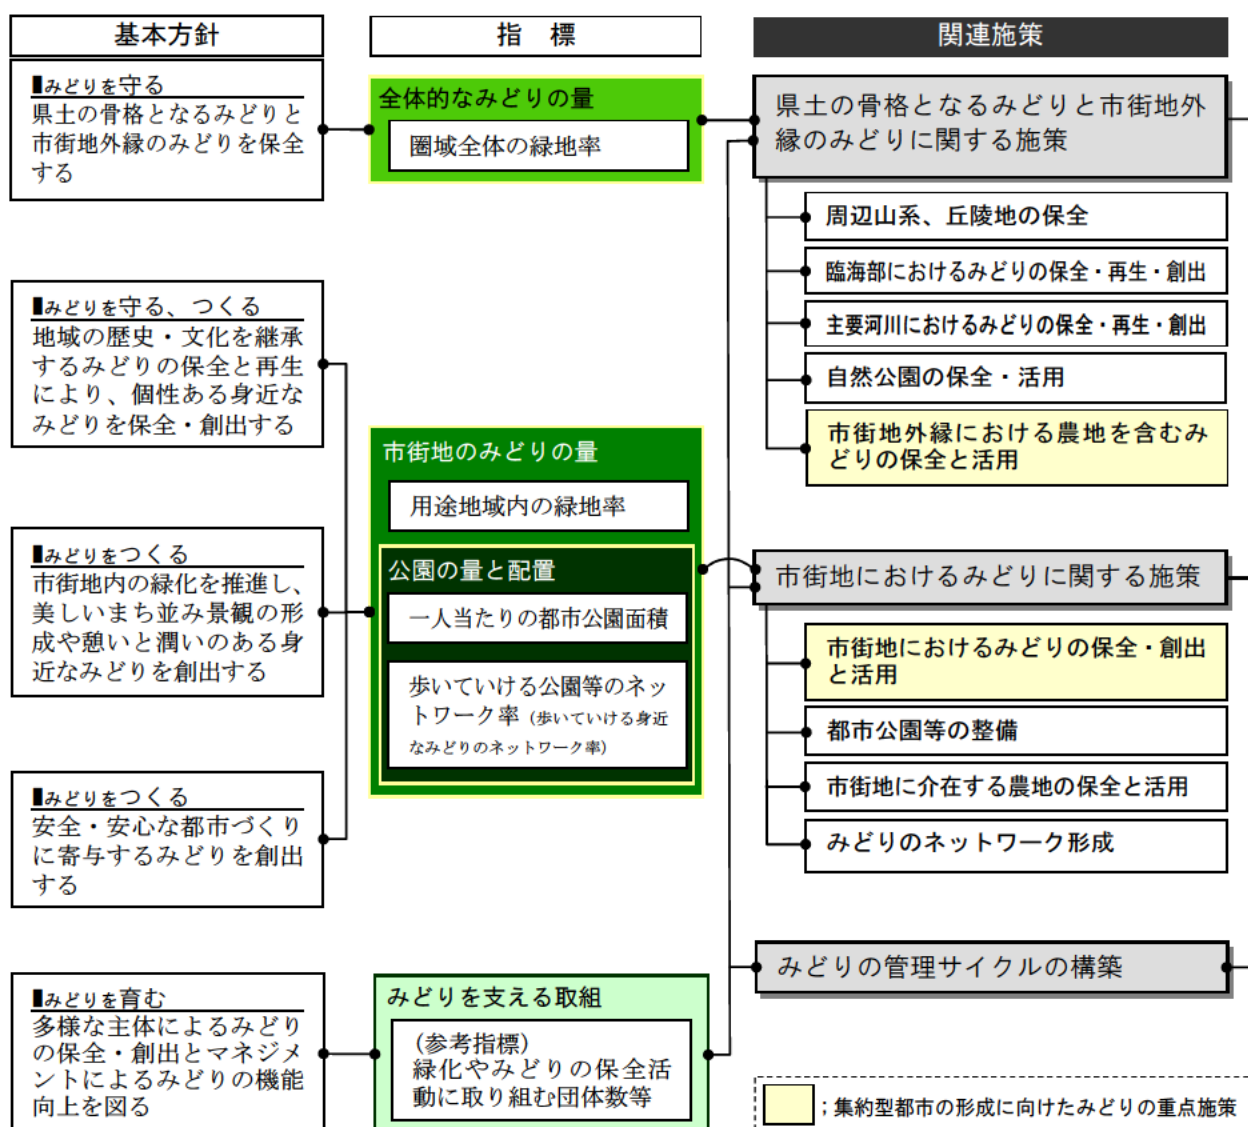 基本方針
指　標
関連施策
■みどりを守る
県土の骨格となるみどりと
市街地外縁のみどりを保全
する
■みどりを守る、つくる
地域の歴史・文化を継承
するみどりの保全と再生
により、個性ある身近な
みどりを保全・創出する
■みどりをつくる
市街地内の緑化を推進し、
美しいまち並み景観の形
成や憩いと潤いのある身
近なみどりを創出する
■みどりをつくる
安全・安心な都市づくり
に寄与するみどりを創出
する
■みどりを育む
多様な主体によるみどり
の保全・創出とマネジメ
ントによるみどりの機能
向上を図る
全体的なみどりの量
圏域全体の緑地率
市街地のみどりの量
用途地域内の緑地率
公園の量と配置
一人当たりの都市公園面積
歩いていける公園等のネッ
トワーク率（歩いていける身近
なみどりのネットワーク率）
みどりを支える取組
(参考指標)
緑化やみどりの保全活
動に取り組む団体数等
県土の骨格となるみどりと市街地外
縁のみどりに関する施策
周辺山系、丘陵地の保全
臨海部におけるみどりの保全・再生・創出
主要河川におけるみどりの保全・再生・創出
自然公園の保全・活用
市街地外縁における農地を含むみ
どりの保全と活用
市街地におけるみどりに関する施策
市街地におけるみどりの保全・創出
と活用
都市公園等の整備
市街地に介在する農地の保全と活用
みどりのネットワーク形成
みどりの管理サイクルの構築
；集約型都市の形成に向けたみどりの重点施策